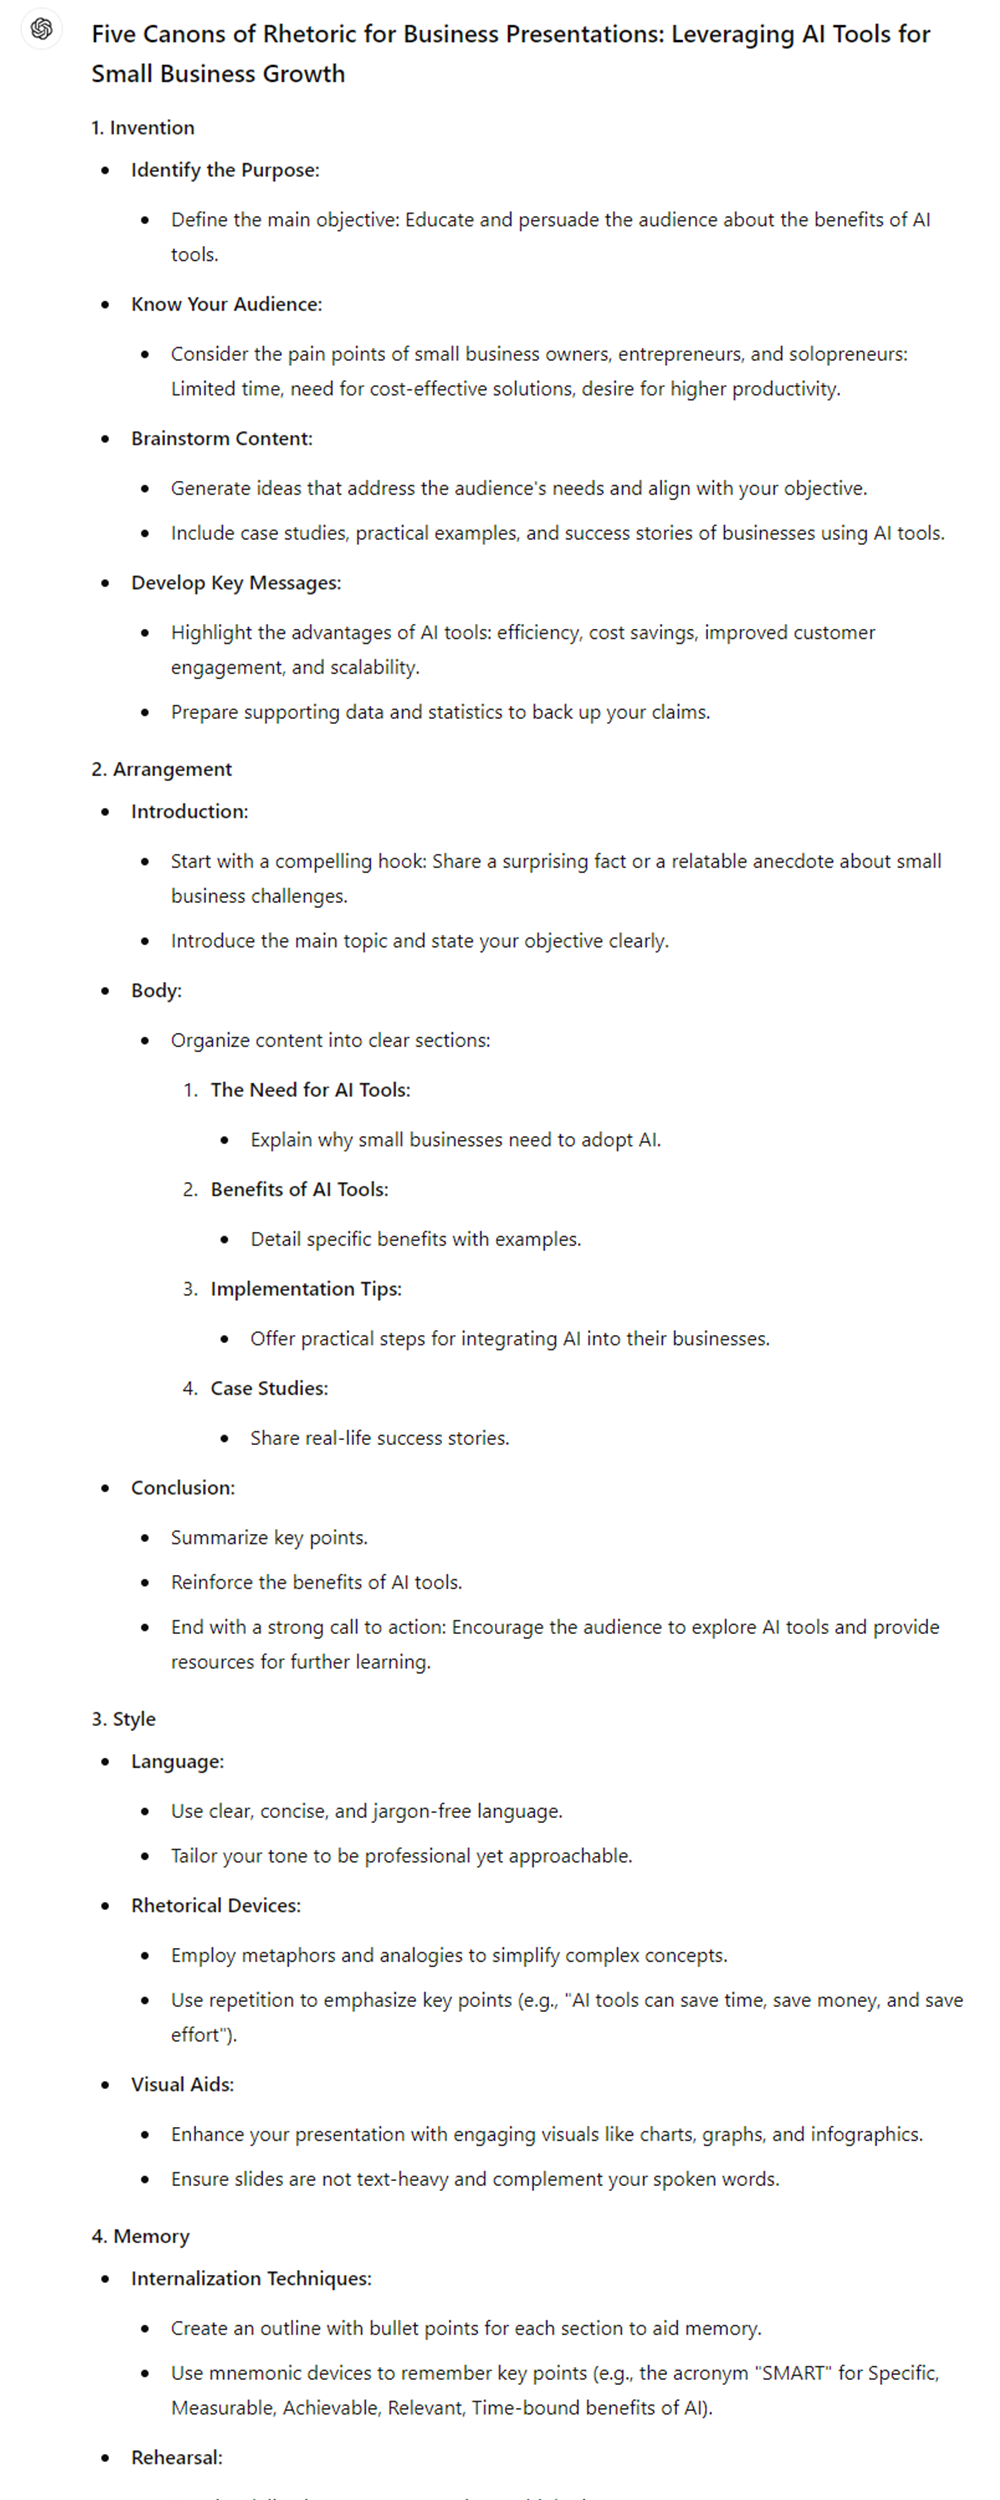 Five Canons of Rhetoric for Business Presentations: Leveraging AI Tools for
Small Business Growth
1. Invention
• Identify the Purpose:
• Define the main objective: Educate and persuade the audience about the benefits of AI
tools.
• Know Your Audience:
• Consider the pain points of small business owners, entrepreneurs, and solopreneurs:
Limited time, need for cost-effective solutions, desire for higher productivity.
• Brainstorm Content:
• Generate ideas that address the audience's needs and align with your objective.
• Include case studies, practical examples, and success stories of businesses using AI tools.
• Develop Key Messages:
• Highlight the advantages of AI tools: efficiency, cost savings, improved customer
engagement, and scalability.
• Prepare supporting data and statistics to back up your claims.
2. Arrangement
• Introduction:
• Start with a compelling hook: Share a surprising fact or a relatable anecdote about small
business challenges.
• Introduce the main topic and state your objective clearly.
• Body:
• Organize content into clear sections:
1. The Need for AI Tools:
• Explain why small businesses need to adopt AI.
2. Benefits of AI Tools:
• Detail specific benefits with examples.
3. Implementation Tips:
• Offer practical steps for integrating AI into their businesses.
4. Case Studies:
• Share real-life success stories.
• Conclusion:
• Summarize key points.
• Reinforce the benefits of AI tools.
• End with a strong call to action: Encourage the audience to explore AI tools and provide
resources for further learning.
3. Style
• Language:
• Use clear, concise, and jargon-free language.
• Tailor your tone to be professional yet approachable.
• Rhetorical Devices:
• Employ metaphors and analogies to simplify complex concepts.
• Use repetition to emphasize key points (e.g., "AI tools can save time, save money, and save
effort").
• Visual Aids:
• Enhance your presentation with engaging visuals like charts, graphs, and infographics.
• Ensure slides are not text-heavy and complement your spoken words.
4. Memory
• Internalization Techniques:
• Create an outline with bullet points for each section to aid memory.
• Use mnemonic devices to remember key points (e.g., the acronym "SMART" for Specific,
Measurable, Achievable, Relevant, Time-bound benefits of AI).
• Rehearsal: